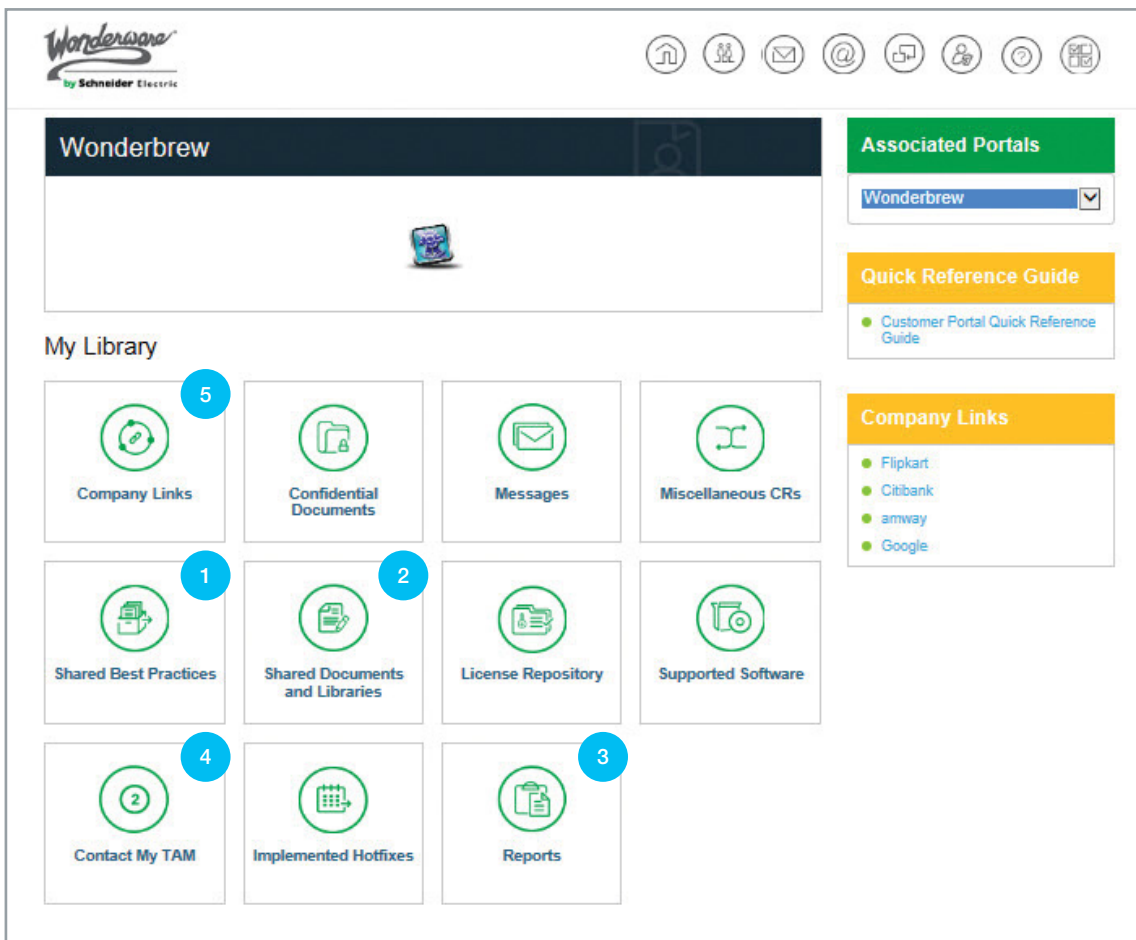 Wonderware
by Schneider Electric
@
?
Wonderbrew
Associated Portals
Wonderbrew
Quick Reference Guide
Customer Portal Quick Reference
Guide
My Library
Company Links
Flipkart
Citibank
amway
Google
5
Company Links
Confidential
Documents
Messages
Miscellaneous CRs
1
2
Shared Best Practices
Shared Documents
and Libraries
License Repository
Supported Software
4
3
2
Contact My TAM
Implemented Hotfixes
Reports